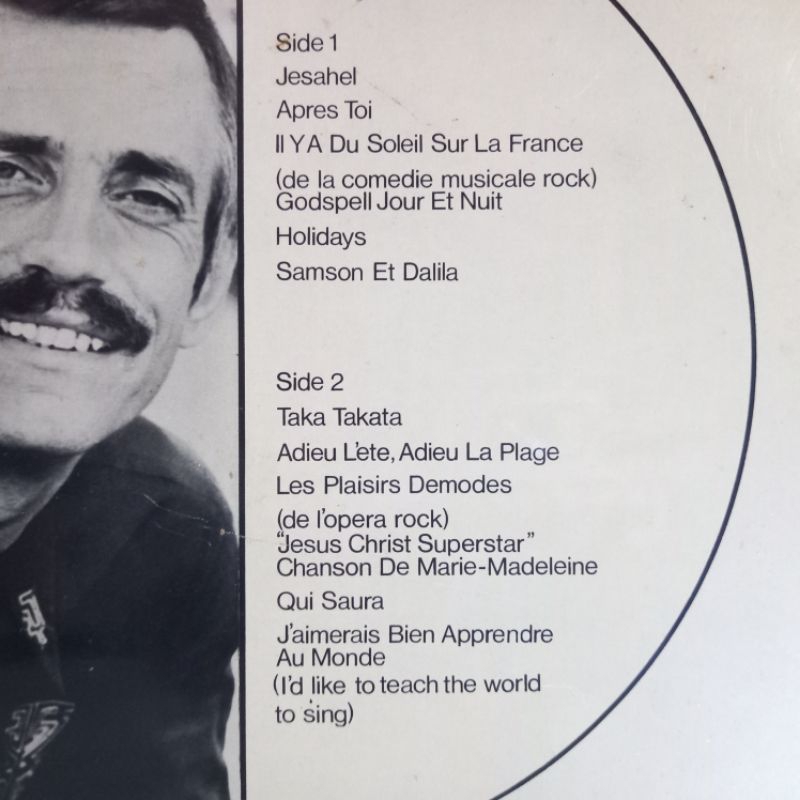 Side 1
Jesahel
Apres Toi
Il Y A Du Soleil Sur La France
(de la comedie musicale rock)
Godspell Jour Et Nuit
Holidays
Samson Et Dalila
Side 2
Taka Takata
Adieu L'ete, Adieu La Plage
Les Plaisirs Demodes
(de l'opera rock)
"Jesus Christ Superstar"
Chanson De Marie-Madeleine
Qui Saura
J'aimerais Bien Apprendre
Au Monde
(I'd like to teach the world
to sing)